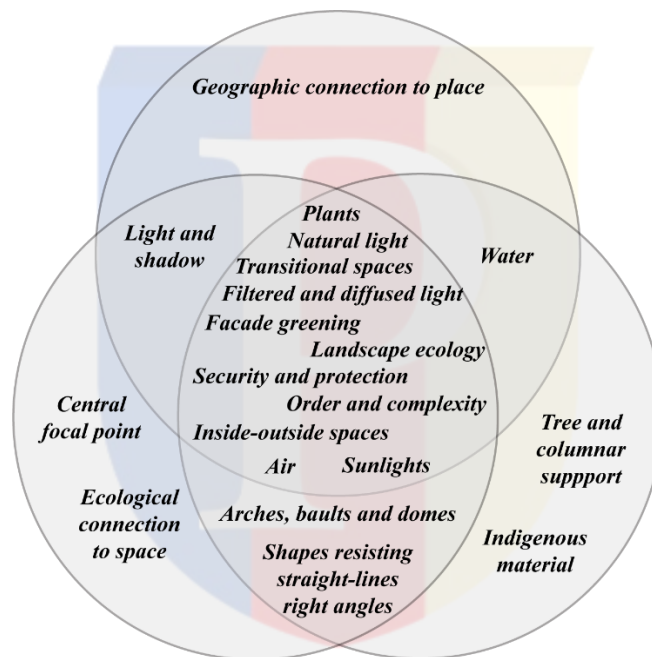 Geographic connection to place
Plants
Light and
shadow
Natural light
Water
Transitional spaces
Filtered and diffused light
Facade greening
Landscape ecology
Security and protection
Central
focal point
Order and complexity
Tree and
columnar
suppport
Inside-outside spaces
Air
Sunlights
Ecological
connection
to space
Arches, baults and domes
Indigenous
material
Shapes resisting
straight-lines
right angles